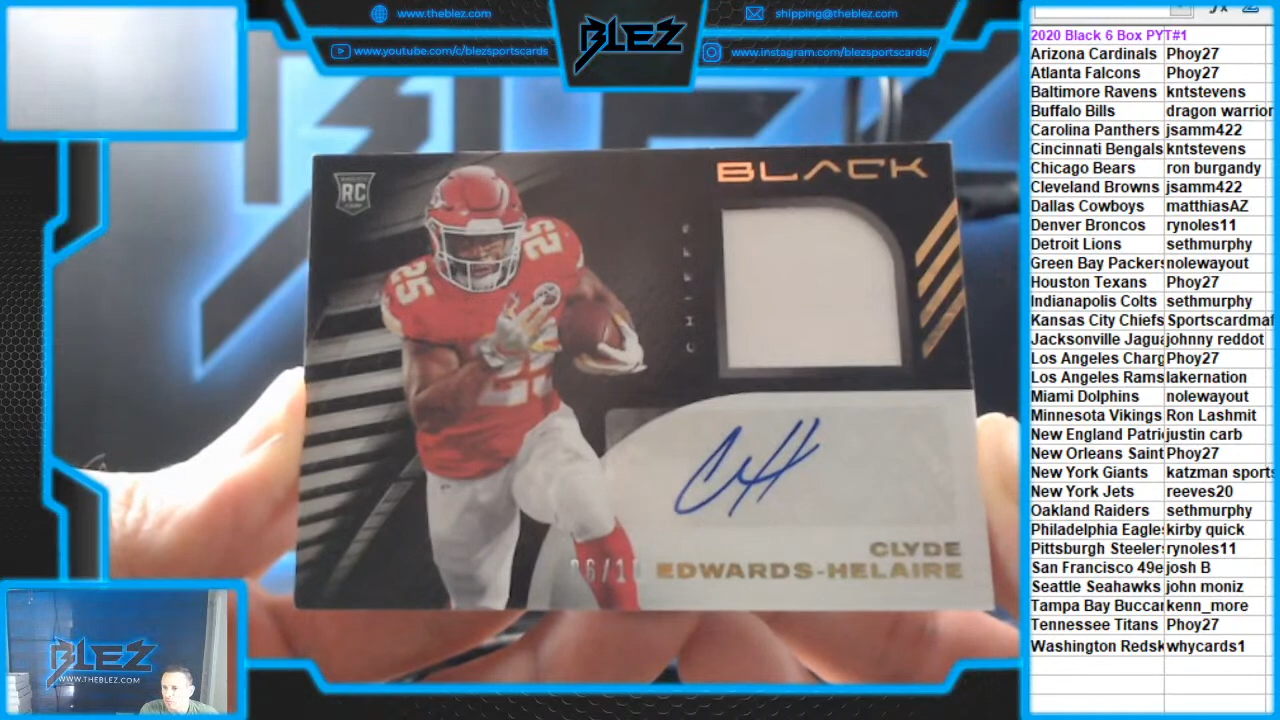 www.theblez.com
www.youtube.com/c/blezsportscards
BLEZ
shipping@theblez.com
www.instagram.com/blezsportscards/
RC
BLACK
CHIEFS
25
25
CLYDE
EDWARDS-HELAIRE
BLEZ
WWW.THEBLEZ.COM
2020 Black 6 Box PYT#1
Arizona Cardinals Phoy27
Atlanta Falcons Phoy27
Baltimore Ravens kntstevens
Buffalo Bills dragon warrior
Carolina Panthers jsamm422
Cincinnati Bengals kntstevens
Chicago Bears ron burgandy
Cleveland Browns jsamm422
Dallas Cowboys matthiasAZ
Denver Broncos rynoles11
Detroit Lions sethmurphy
Green Bay Packers nolewayout
Houston Texans Phoy27
Indianapolis Colts sethmurphy
Kansas City Chiefs Sportscardmaf
Jacksonville Jagua johnny reddot
Los Angeles Charg Phoy27
Los Angeles Rams lakernation
Miami Dolphins nolewayout
Minnesota Vikings Ron Lashmit
New England Patri justin carb
New Orleans Saint Phoy27
New York Giants katzman sports
New York Jets reeves20
Oakland Raiders sethmurphy
Philadelphia Eagle kirby quick
Pittsburgh Steeler rynoles11
San Francisco 49e josh B
Seattle Seahawks john moniz
Tampa Bay Buccar kenn_more
Tennessee Titans Phoy27
Washington Redsk whycards1